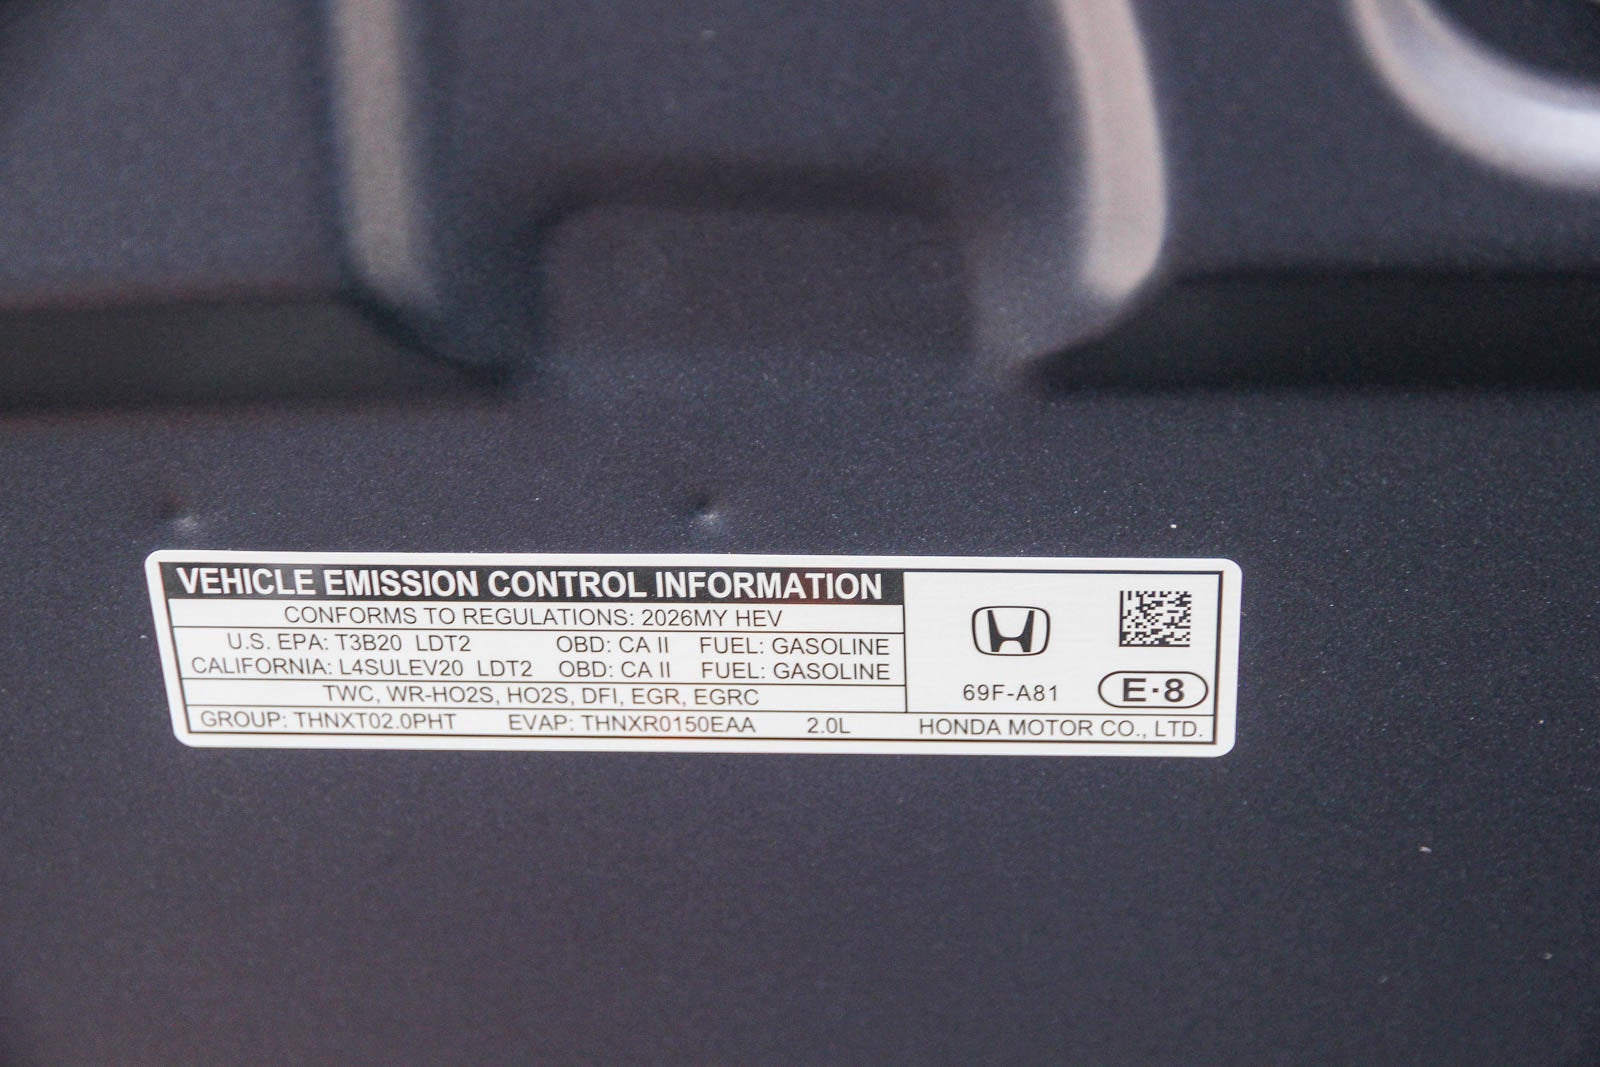 VEHICLE EMISSION CONTROL INFORMATION
CONFORMS TO REGULATIONS: 2026MY HEV
U.S. EPA: T3B20 LDT2 OBD: CA II FUEL: GASOLINE
CALIFORNIA: L4SULEV20 LDT2 OBD: CA II FUEL: GASOLINE
TWC, WR-HO2S, HO2S, DFI, EGR, EGRC
69F-A81 E·8
GROUP: THNXT02.0PHT EVAP: THNXR0150EAA 2.0L HONDA MOTOR CO., LTD.